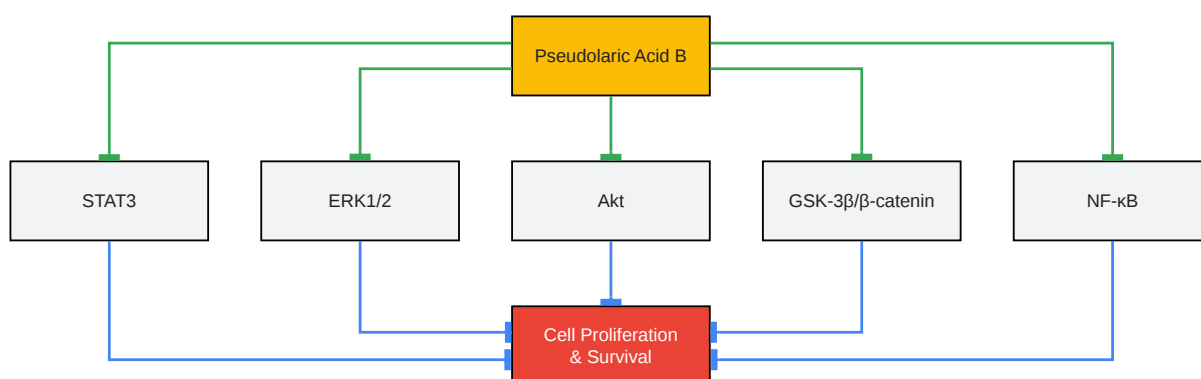 Pseudolaric Acid B
STAT3
ERK1/2
Akt
GSK-3β/β-catenin
NF-κB
Cell Proliferation
& Survival